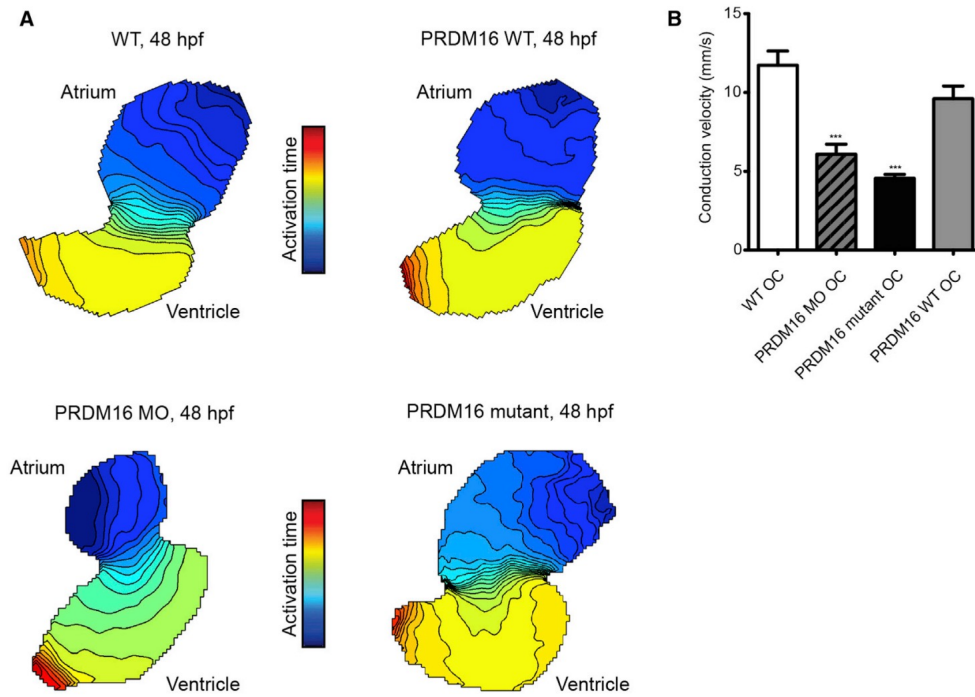 A
WT, 48 hpf
Atrium
Ventricle
Activation time
PRDM16 WT, 48 hpf
Atrium
Ventricle
PRDM16 MO, 48 hpf
Atrium
Ventricle
Activation time
PRDM16 mutant, 48 hpf
Atrium
Ventricle
B
Conduction velocity (mm/s)
15
10
5
0
***
***
WT OC
PRDM16 MO OC
PRDM16 mutant OC
PRDM16 WT OC